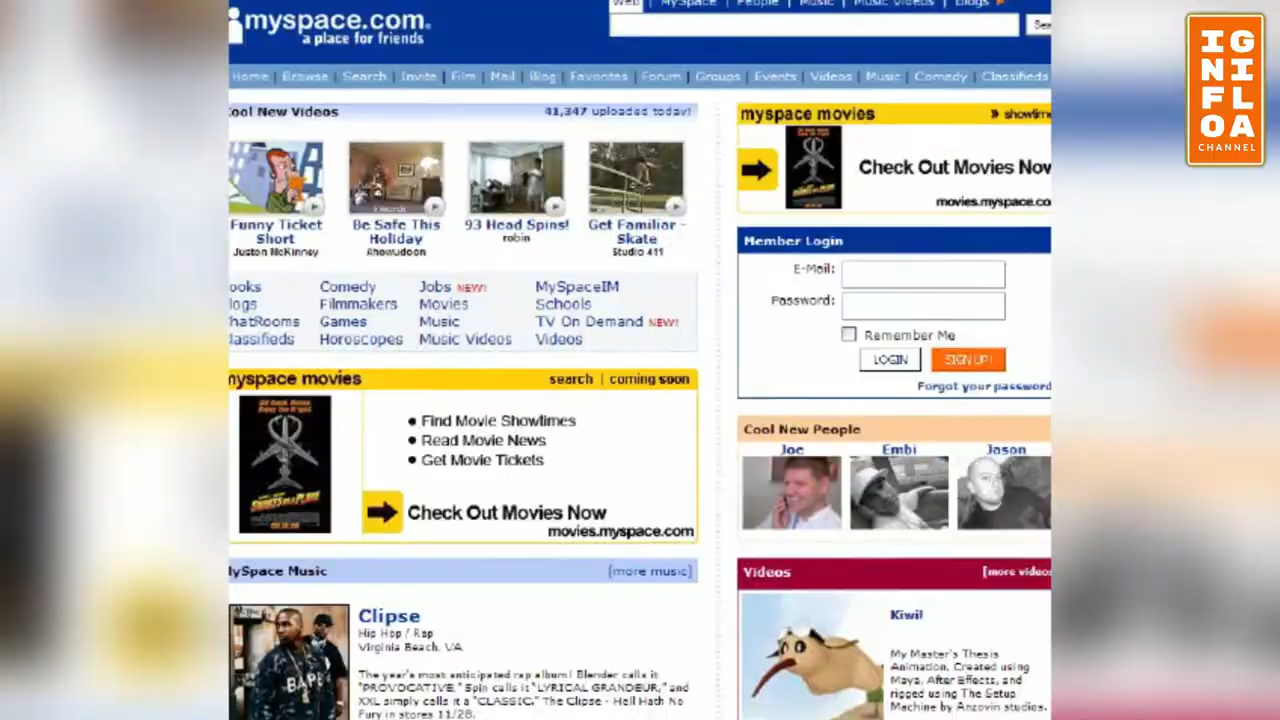 myspace.com
a place for friends
Web | MySpace | People | Music | Music Videos | Blogs
Home | Browse | Search | Invite | Film | Mail | Blog | Favorites | Forum | Groups | Events | Videos | Music | Comedy | Classifieds
ool New Videos
41,347 uploaded today!
Funny Ticket Short
Juston McKinney
Be Safe This Holiday
Ahowudoon
93 Head Spins!
robin
Get Familiar - Skate
Studio 411
ooks Comedy Jobs NEW! MySpaceIM
logs Filmmakers Movies Schools
hatRooms Games Music TV On Demand NEW!
lassifieds Horoscopes Music Videos Videos
myspace movies
search | coming soon
• Find Movie Showtimes
• Read Movie News
• Get Movie Tickets
Check Out Movies Now
movies.myspace.com
MySpace Music
[more music]
Clipse
Hip Hop / Rap
Virginia Beach, VA
The year's most anticipated rap album! Blender calls it
"PROVOCATIVE," Spin calls it "LYRICAL GRANDEUR," and
XXL simply calls it a "CLASSIC." The Clipse - Hell Hath No
Fury in stores 11/28.
myspace movies
» showtime
Check Out Movies Now
movies.myspace.co
Member Login
E-Mail:
Password:
Remember Me
LOGIN
SIGN UP!
Forgot your password
Cool New People
Joe
Embi
Jason
Videos
[more videos
Kiwi!
My Master's Thesis
Animation. Created using
Maya, After Effects, and
rigged using The Setup
Machine by Anzovin studios.
IG
NI
FL
OA
CHANNEL